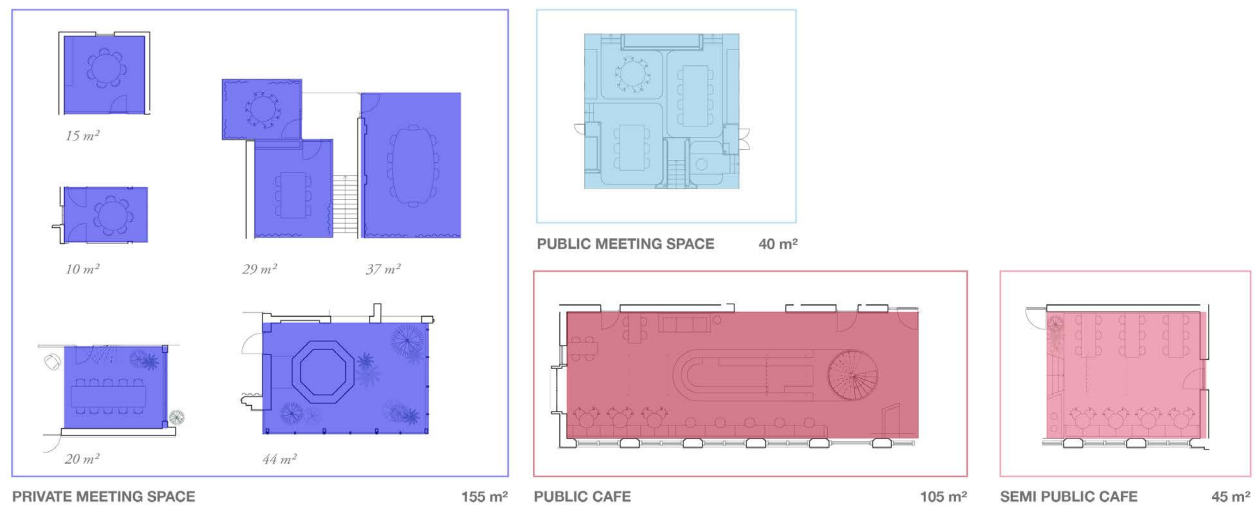 15 m²
10 m²
29 m²
37 m²
20 m²
44 m²
PRIVATE MEETING SPACE 155 m²
PUBLIC MEETING SPACE 40 m²
PUBLIC CAFE 105 m²
SEMI PUBLIC CAFE 45 m²